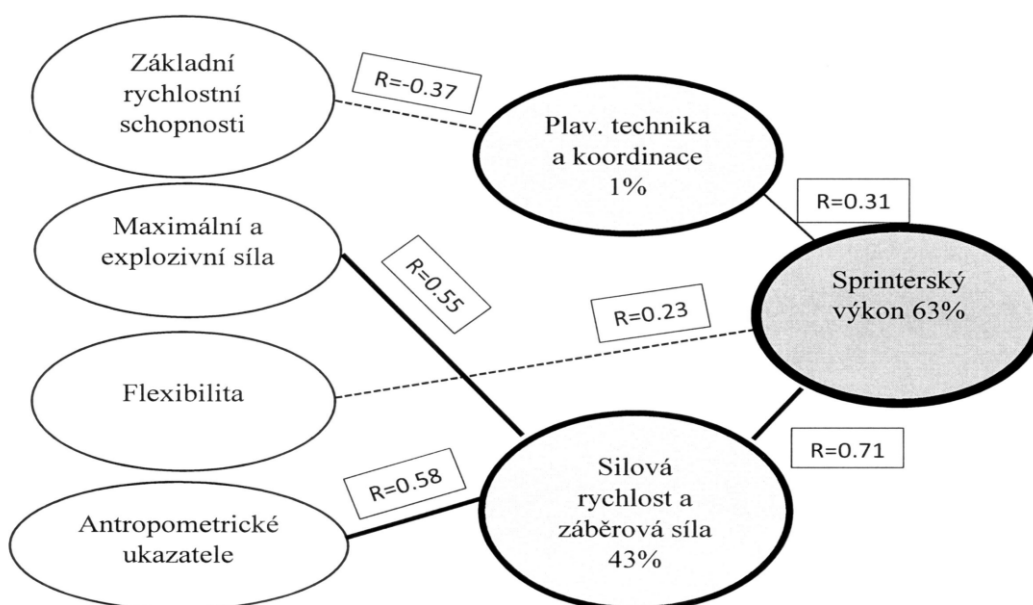 Základní
rychlostní
schopnosti
R=-0.37
Plav. technika
a koordinace
1%
R=0.31
Maximální a
explozivní síla
R=0.55
Sprinterský
výkon 63%
R=0.23
Flexibilita
R=0.71
Silová
rychlost a
záběrová síla
43%
R=0.58
Antropometrické
ukazatele